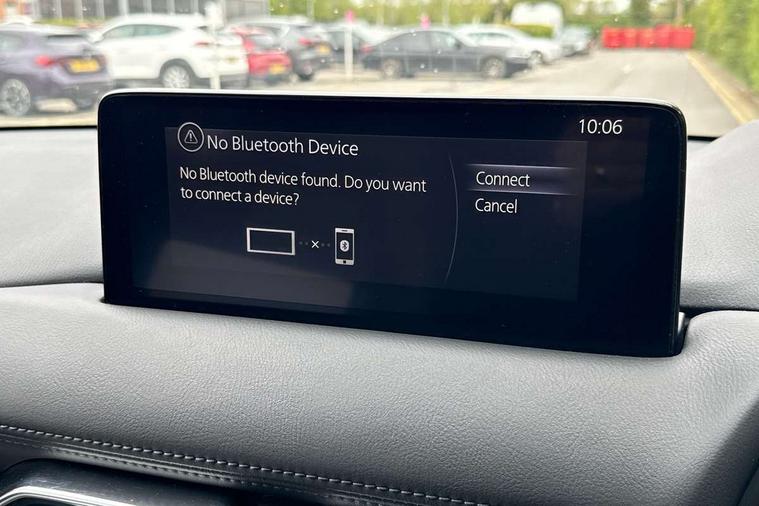 10:06
No Bluetooth Device
No Bluetooth device found. Do you want
to connect a device?
Connect
Cancel